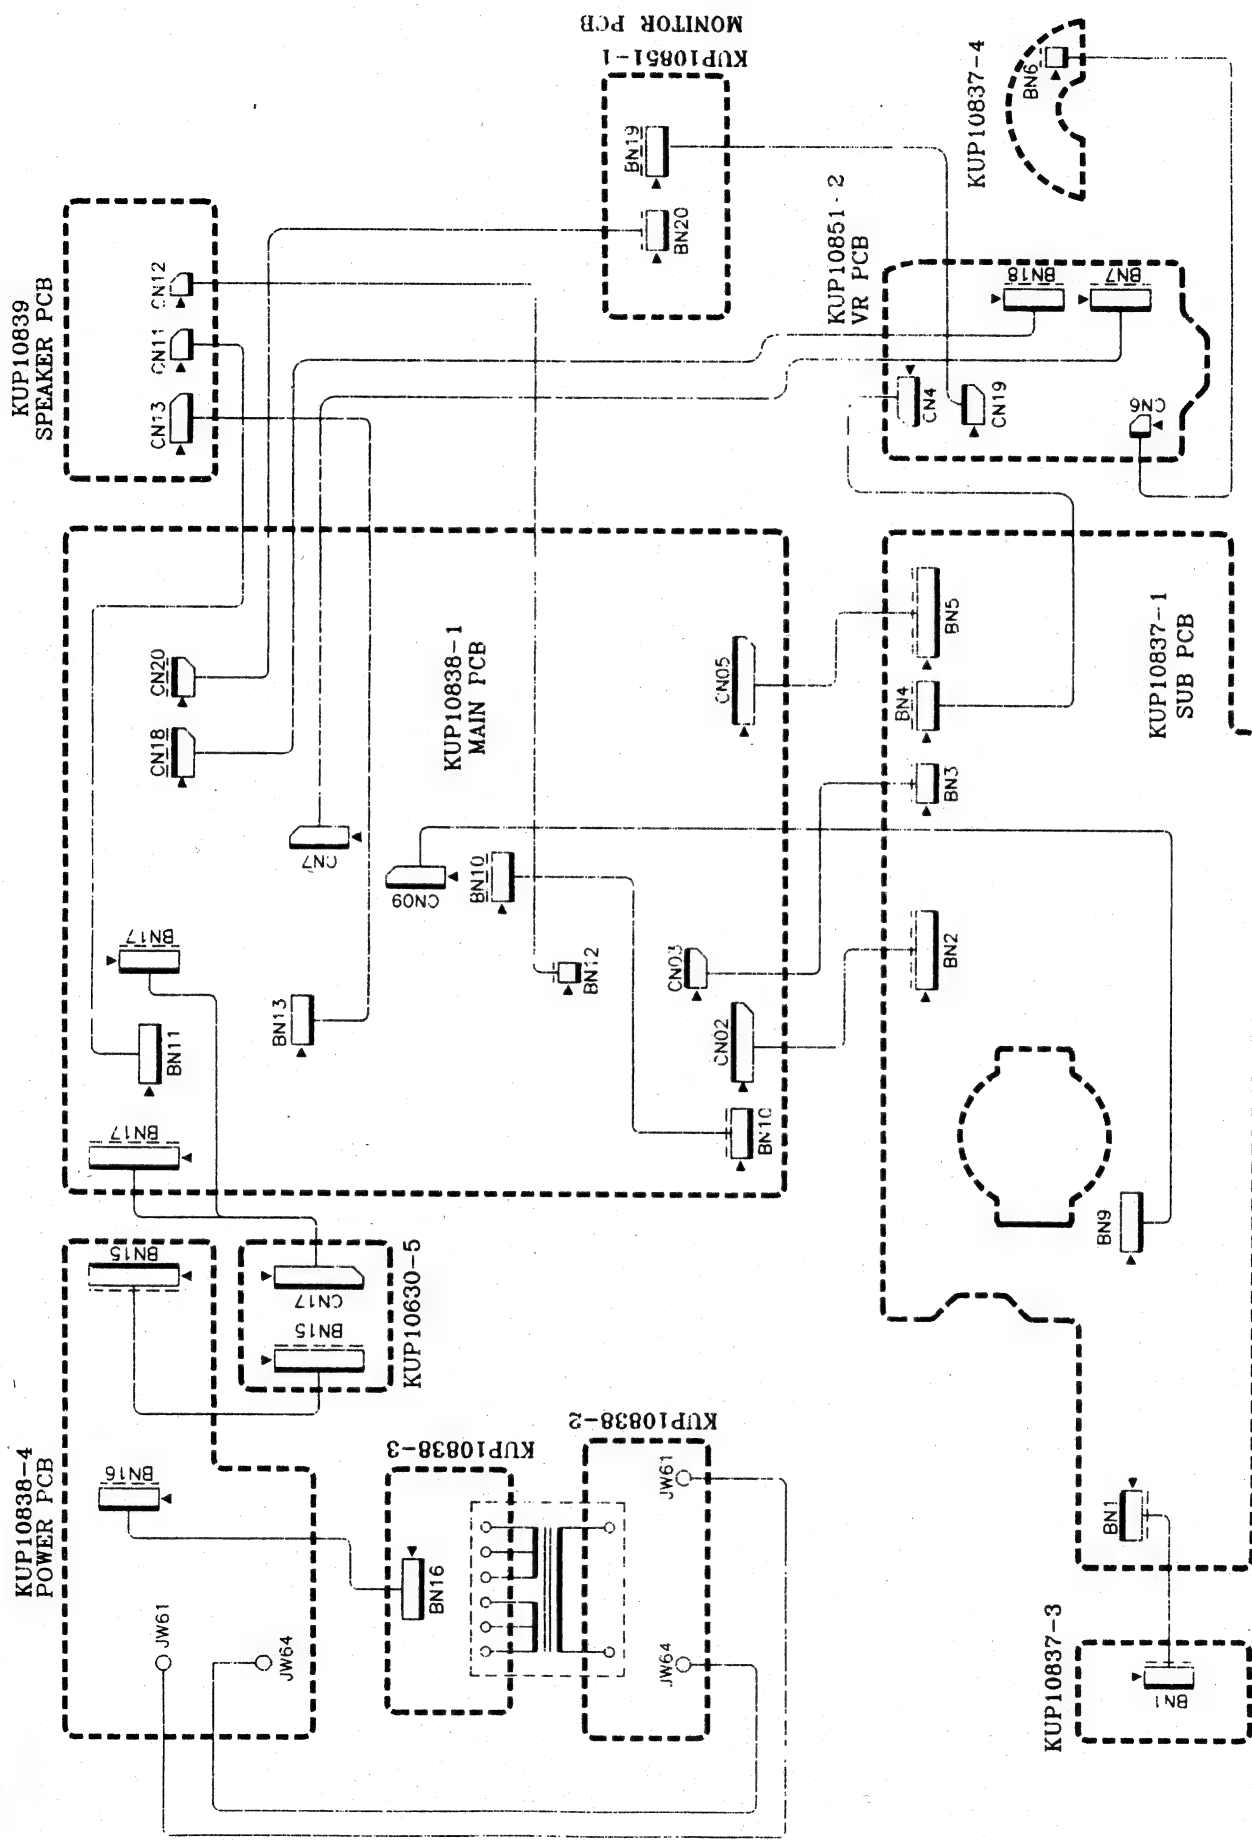 KUP10838-4
POWER PCB
KUP10839
SPEAKER PCB
CN13
CN11
CN12
BN15
BN16
JW61
JW64
BN17
BN11
BN17
CN18
CN20
BN13
CN7
CN09
BN10
BN12
KUP10838-1
MAIN PCB
CN03
CN02
BN10
CN05
CN17
BN15
KUP10630-5
KUP10838-3
BN16
KUP10838-2
JW61
JW64
MONITOR PCB
KUP10851-1
BN19
BN20
KUP10851-2
VR PCB
BN18
BN7
CN4
CN19
CN6
KUP10837-4
BN6
BN5
BN4
BN3
BN2
BN9
BN1
KUP10837-1
SUB PCB
KUP10837-3
BN1